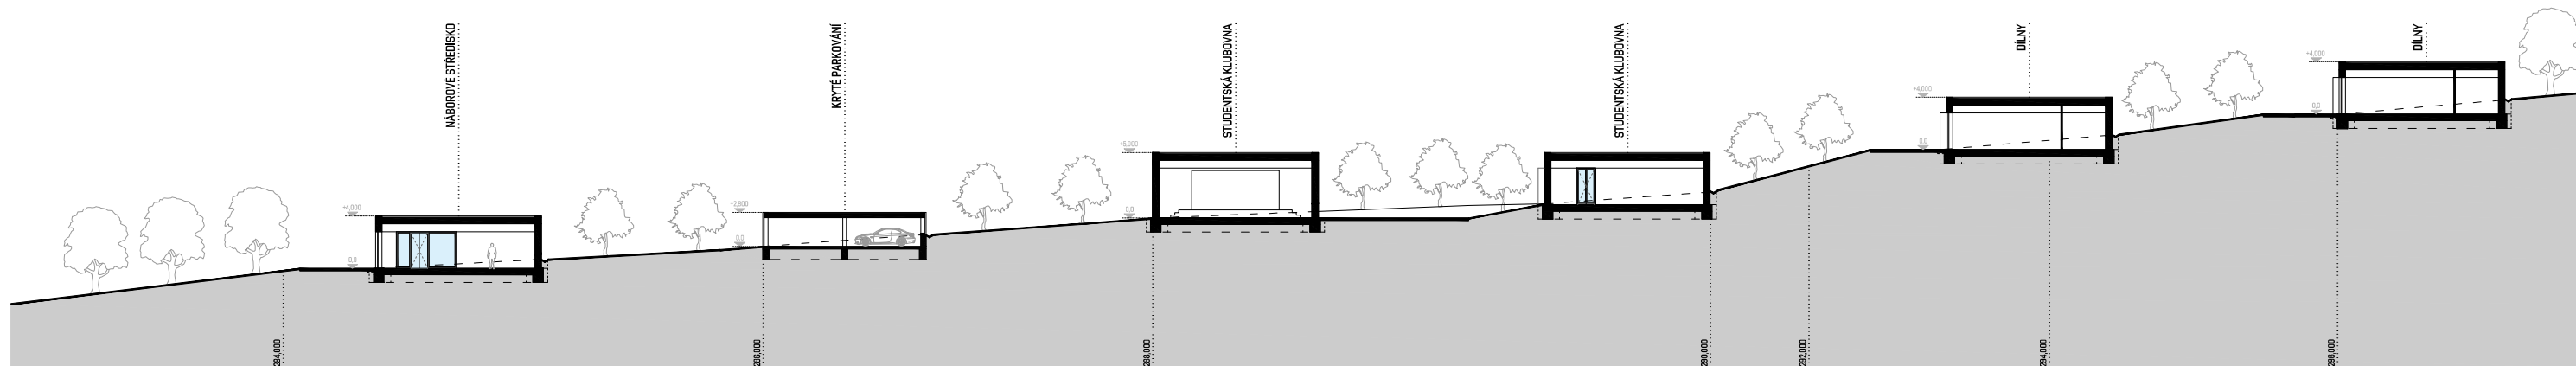 NÁBOROVÉ STŘEDISKO
KRYTÉ PARKOVÁNÍ
STUDENTSKÁ KLUBOVNA
STUDENTSKÁ KLUBOVNA
DÍLNY
DÍLNY
+4,000
0,0
+2,800
0,0
+5,000
0,0
+4,000
0,0
+4,000
0,0
284,000
286,000
288,000
290,000
292,000
294,000
296,000